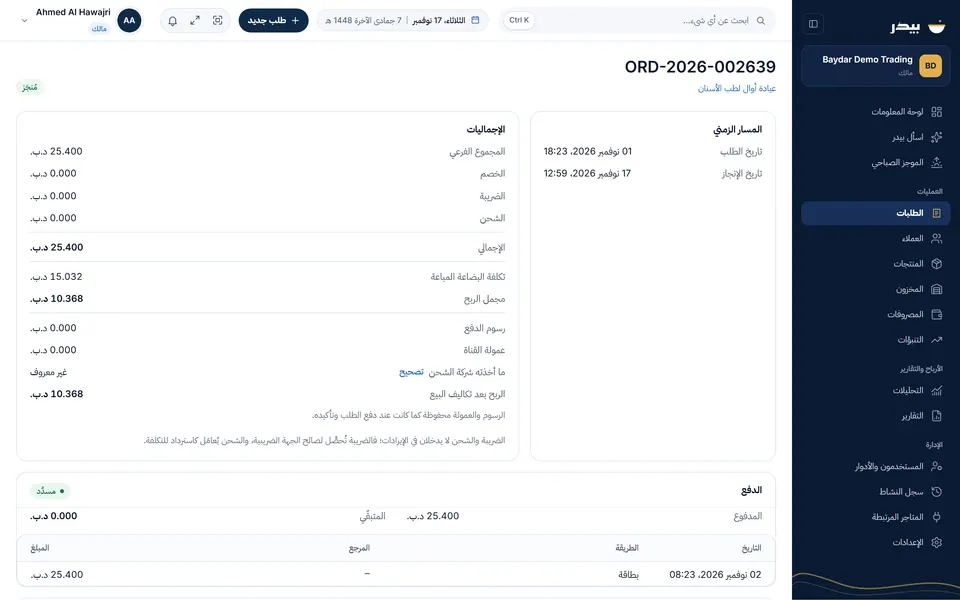 بيدر
BD
Baydar Demo Trading
مالك
لوحة المعلومات
اسأل بيدر
الموجز الصباحي
العمليات
الطلبات
العملاء
المنتجات
المخزون
المصروفات
التنبؤات
الأرباح والتقارير
التحليلات
التقارير
الإدارة
المستخدمون والأدوار
سجل النشاط
المتاجر المرتبطة
الإعدادات
ابحث عن أي شيء...
Ctrl K
الثلاثاء، 17 نوفمبر | 7 جمادى الآخرة 1448 هـ
+ طلب جديد
AA
Ahmed Al Hawajri
مالك
ORD-2026-002639
عيادة أوال لطب الأسنان
مُنجَز
المسار الزمني
تاريخ الطلب 01 نوفمبر 2026، 18:23
تاريخ الإنجاز 17 نوفمبر 2026، 12:59
الإجماليات
المجموع الفرعي 25.400 د.ب.
الخصم 0.000 د.ب.
الضريبة 0.000 د.ب.
الشحن 0.000 د.ب.
الإجمالي 25.400 د.ب.
تكلفة البضاعة المباعة 15.032 د.ب.
مجمل الربح 10.368 د.ب.
رسوم الدفع 0.000 د.ب.
عمولة القناة 0.000 د.ب.
ما أخذته شركة الشحن تصحيح غير معروف
الربح بعد تكاليف البيع 10.368 د.ب.
الرسوم والعمولة محفوظة كما كانت عند دفع الطلب وتأكيده.
الضريبة والشحن لا يدخلان في الإيرادات؛ فالضريبة تُحصَّل لصالح الجهة الضريبية، والشحن يُعامَل كاسترداد للتكلفة.
الدفع
مسدَّد
المدفوع 25.400 د.ب.
المتبقّي 0.000 د.ب.
التاريخ الطريقة المرجع المبلغ
02 نوفمبر 2026، 08:23 بطاقة – 25.400 د.ب.